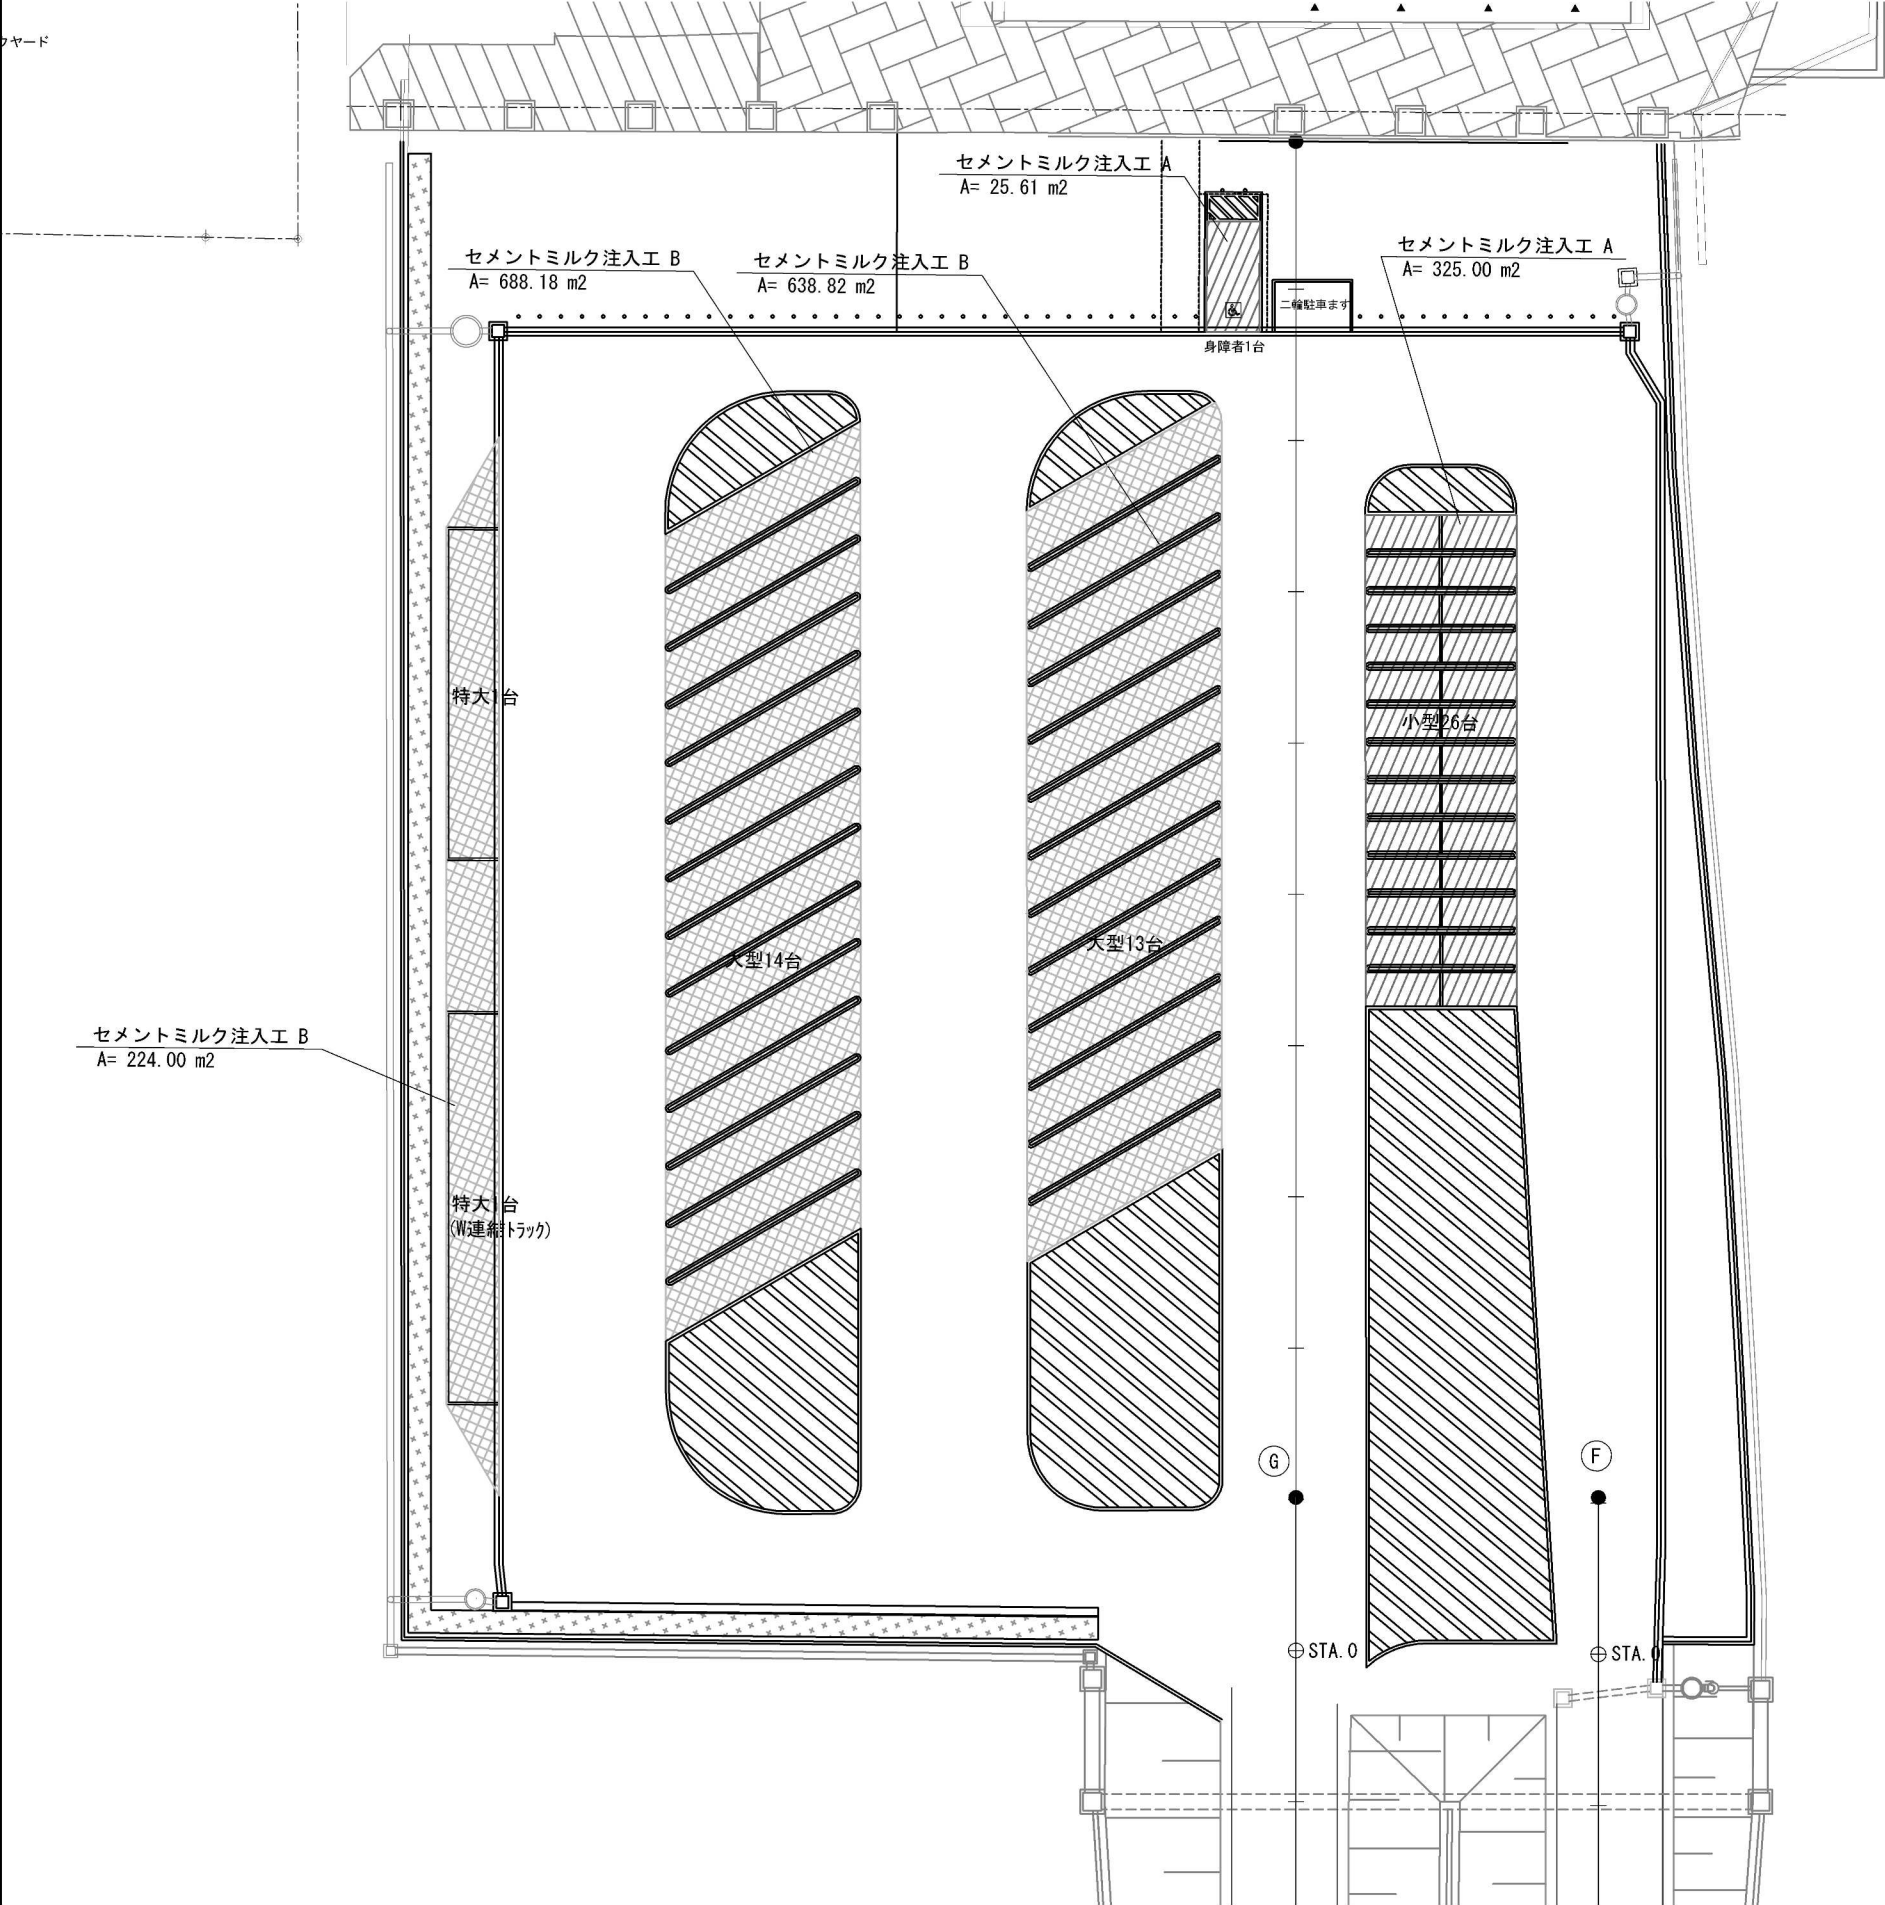 ウヤード
セメントミルク注入工 A
A= 25.61 m2
セメントミルク注入工 B
A= 688.18 m2
セメントミルク注入工 B
A= 638.82 m2
セメントミルク注入工 A
A= 325.00 m2
二輪駐車ます
身障者1台
特大1台
小型26台
大型13台
大型14台
セメントミルク注入工 B
A= 224.00 m2
特大1台
(W連結トラック)
G
F
STA.0
STA.0